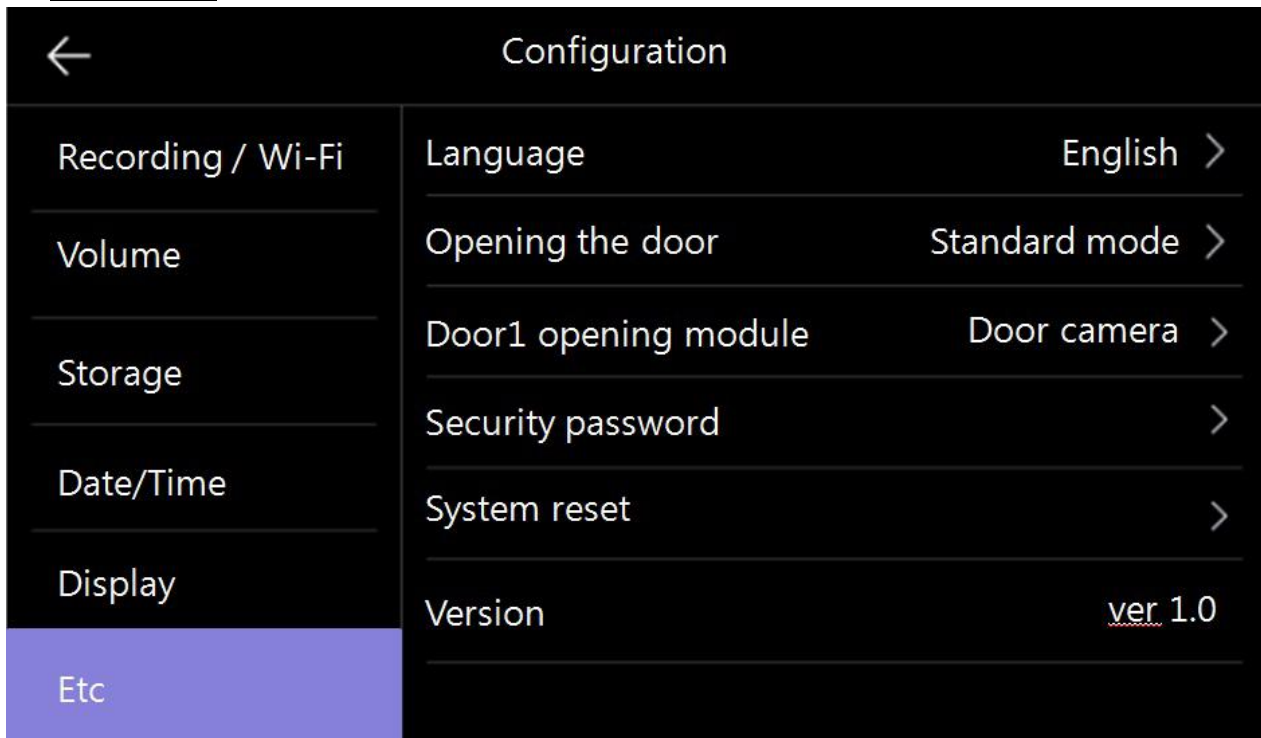 Configuration
Recording / Wi-Fi
Volume
Storage
Date/Time
Display
Etc
Language English
Opening the door Standard mode
Door1 opening module Door camera
Security password
System reset
Version ver 1.0